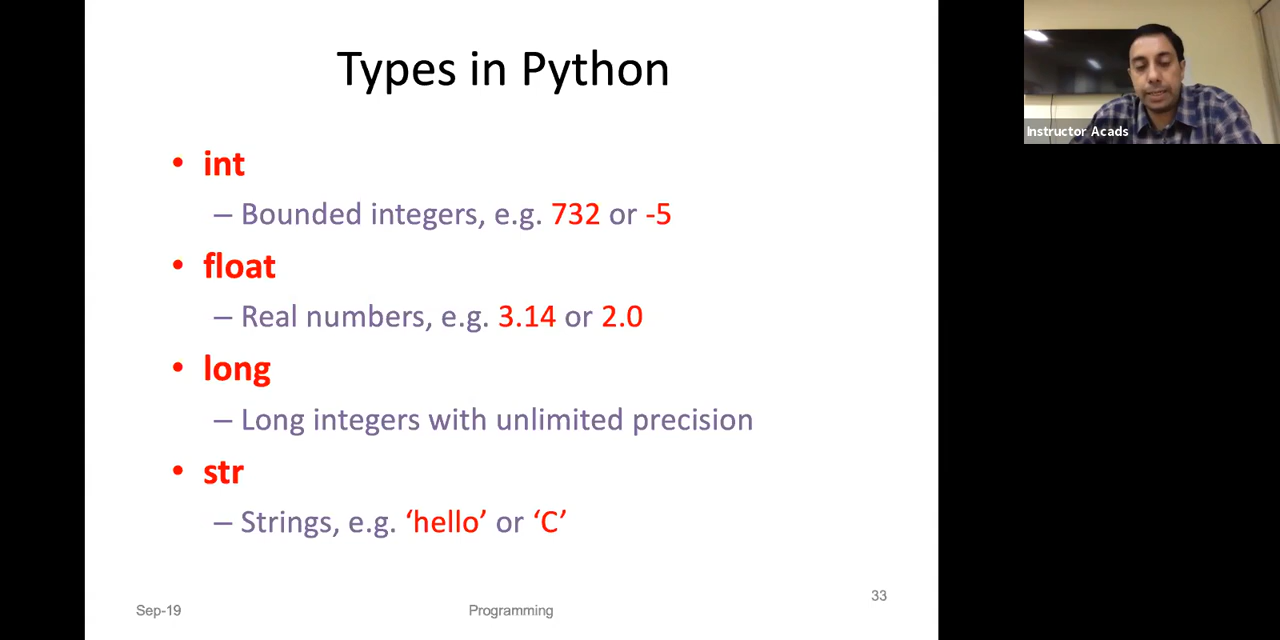 Types in Python
• int
– Bounded integers, e.g. 732 or -5
• float
– Real numbers, e.g. 3.14 or 2.0
• long
– Long integers with unlimited precision
• str
– Strings, e.g. ‘hello’ or ‘C’
Sep-19
Programming
33
Instructor Acads